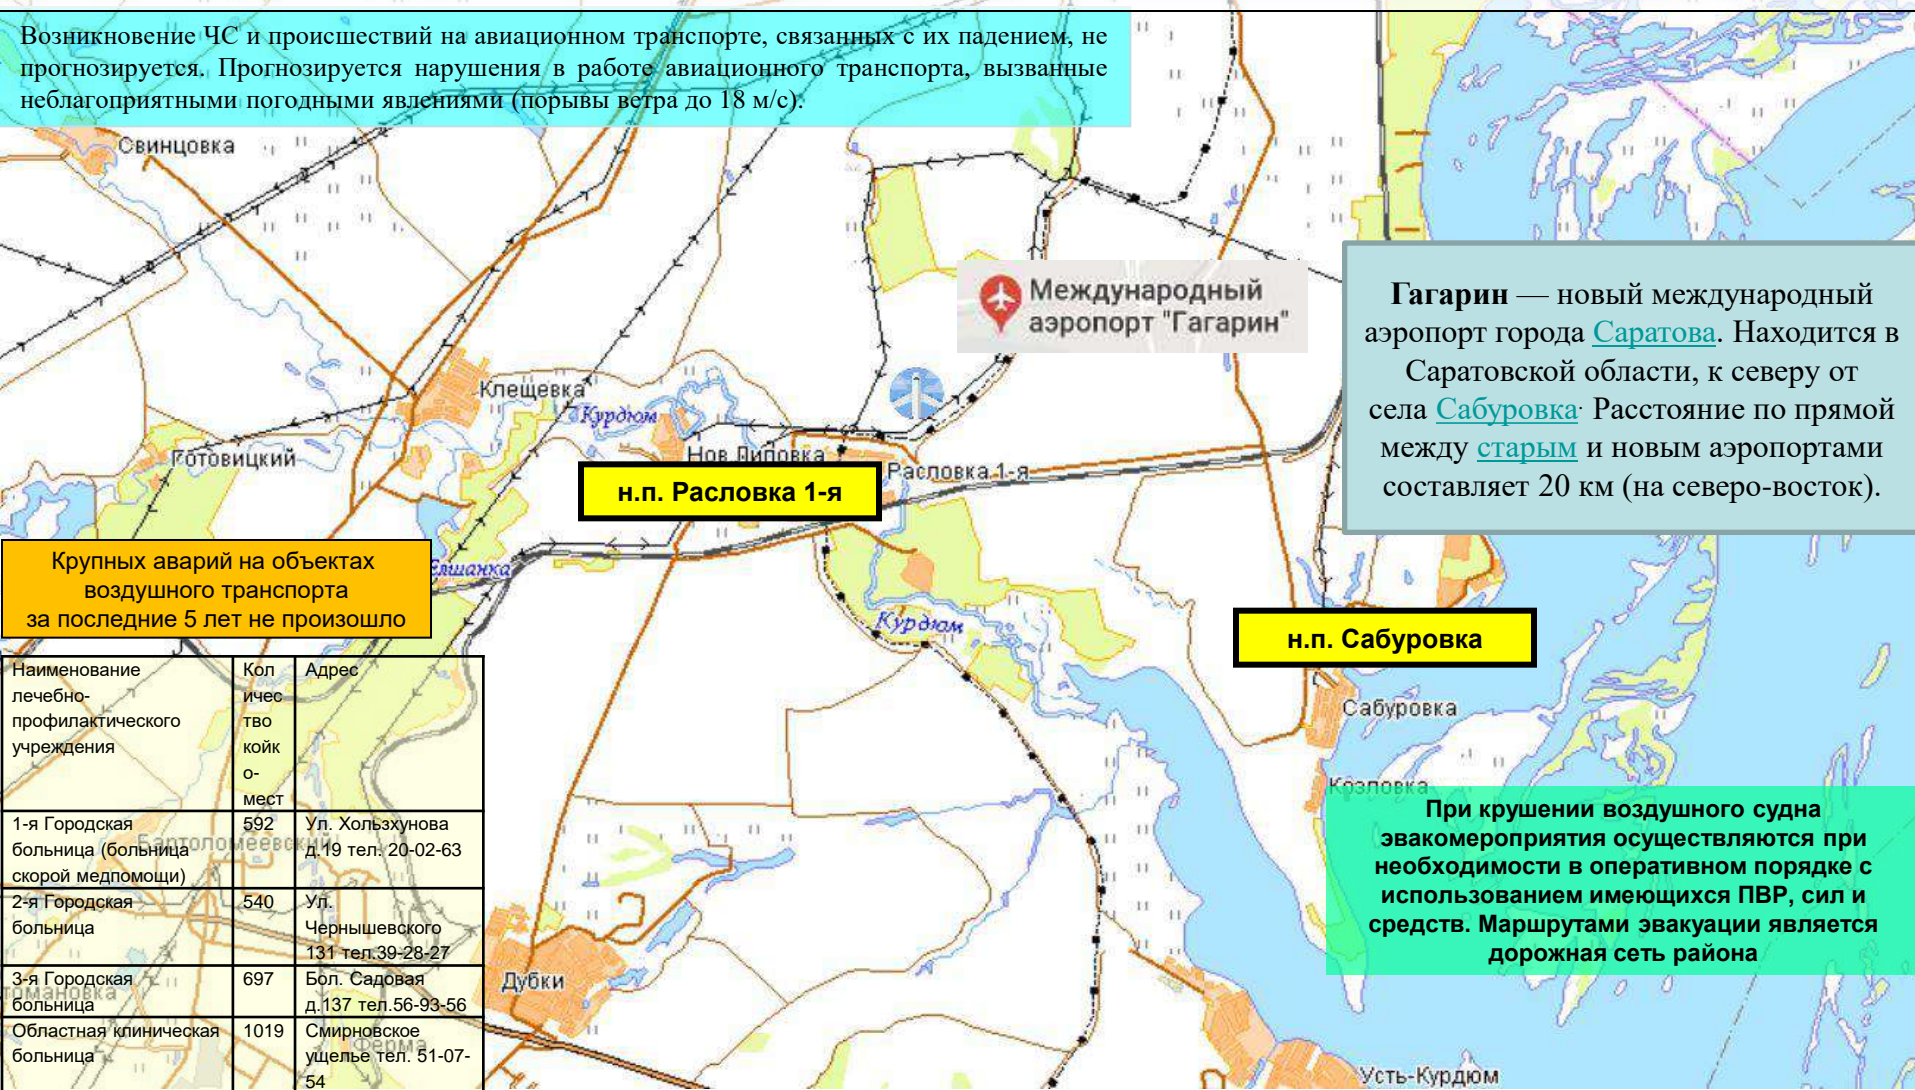 Возникновение ЧС и происшествий на авиационном транспорте, связанных с их падением, не
прогнозируется. Прогнозируется нарушения в работе авиационного транспорта, вызванные
неблагоприятными погодными явлениями (порывы ветра до 18 м/с).
Свинцовка
Международный
аэропорт "Гагарин"
Гагарин — новый международный
аэропорт города Саратова. Находится в
Саратовской области, к северу от
села Сабуровка. Расстояние по прямой
между старым и новым аэропортами
составляет 20 км (на северо-восток).
Клещевка
Курдюм
Готовицкий
Нов Липовка
Расловка 1-я
н.п. Расловка 1-я
Крупных аварий на объектах
воздушного транспорта
за последние 5 лет не произошло
Елшанка
Курдюм
н.п. Сабуровка
Сабуровка
Козловка
Наименование
лечебно-
профилактического
учреждения
Кол
ичес
тво
койк
о-
мест
Адрес
1-я Городская
больница (больница
скорой медпомощи)
592
Ул. Хользхунова
д.19 тел. 20-02-63
2-я Городская
больница
540
Ул.
Чернышевского
131 тел.39-28-27
3-я Городская
больница
697
Бол. Садовая
д.137 тел.56-93-56
Областная клиническая
больница
1019
Смирновское
ущелье тел. 51-07-
54
Бартоломеевский
Ферма
Дубки
При крушении воздушного судна
эвакомероприятия осуществляются при
необходимости в оперативном порядке с
использованием имеющихся ПВР, сил и
средств. Маршрутами эвакуации является
дорожная сеть района
Усть-Курдюм